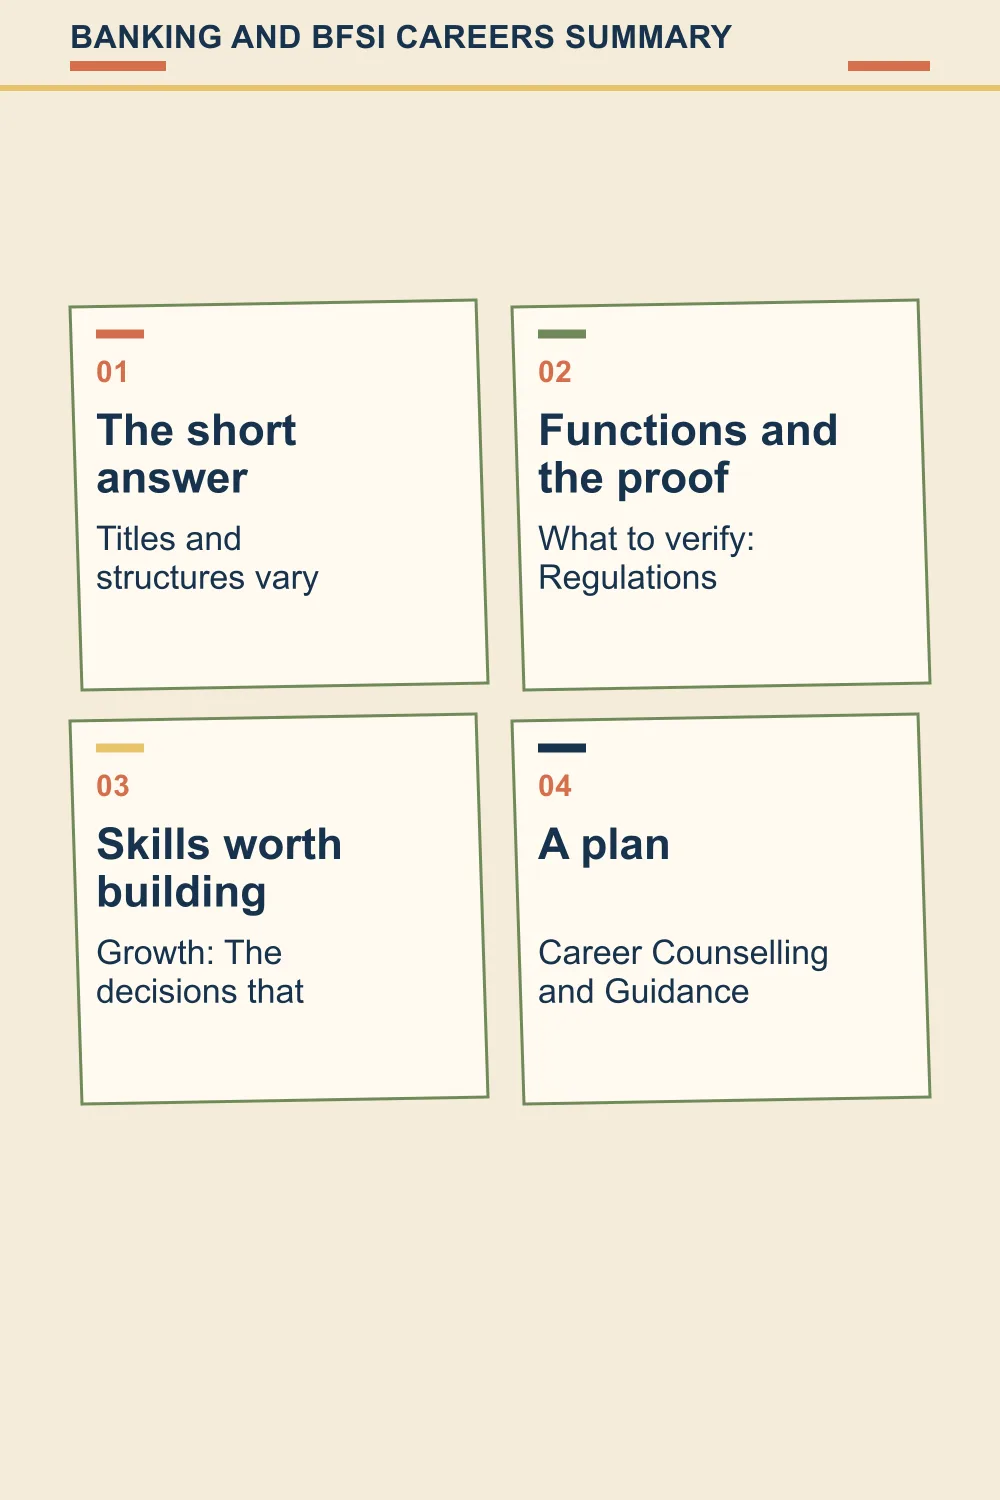 BANKING AND BFSI CAREERS SUMMARY
01
The short
answer
Titles and
structures vary
02
Functions and
the proof
What to verify:
Regulations
03
Skills worth
building
Growth: The
decisions that
04
A plan
Career Counselling
and Guidance